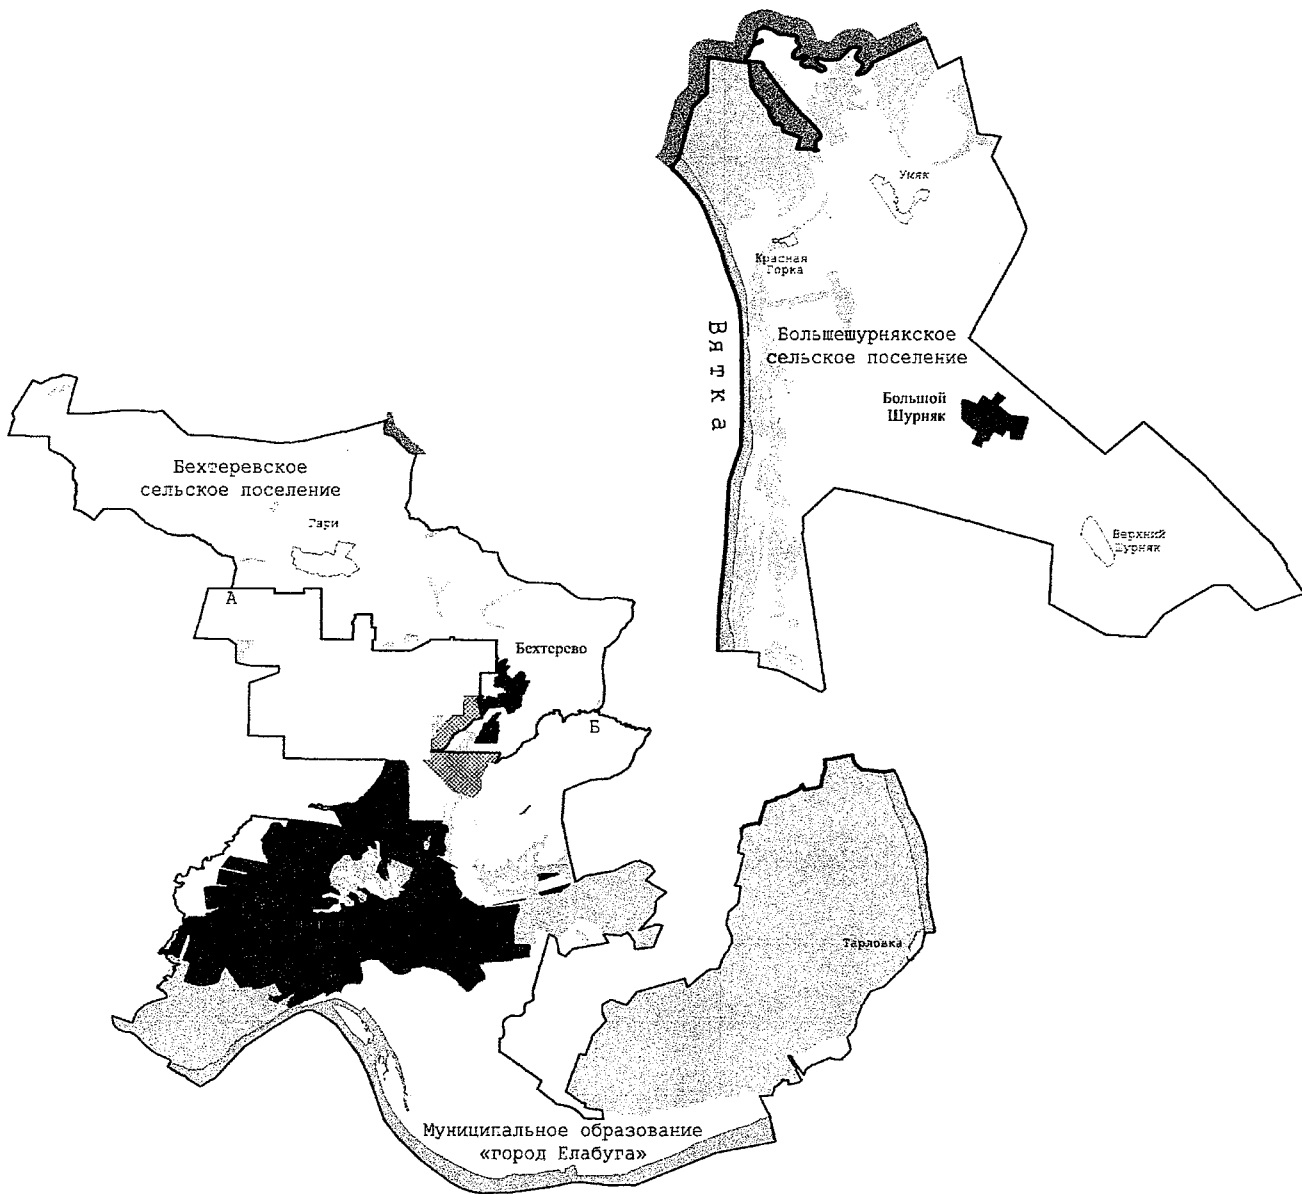 Умяк
Красная
Горка
Вятка
Большешурнякское
сельское поселение
Большой
Шурняк
Верхний
Шурняк
Бехтеревское
сельское поселение
Гари
А
Бехтерево
Б
Тарловка
Муниципальное образование
«город Елабуга»